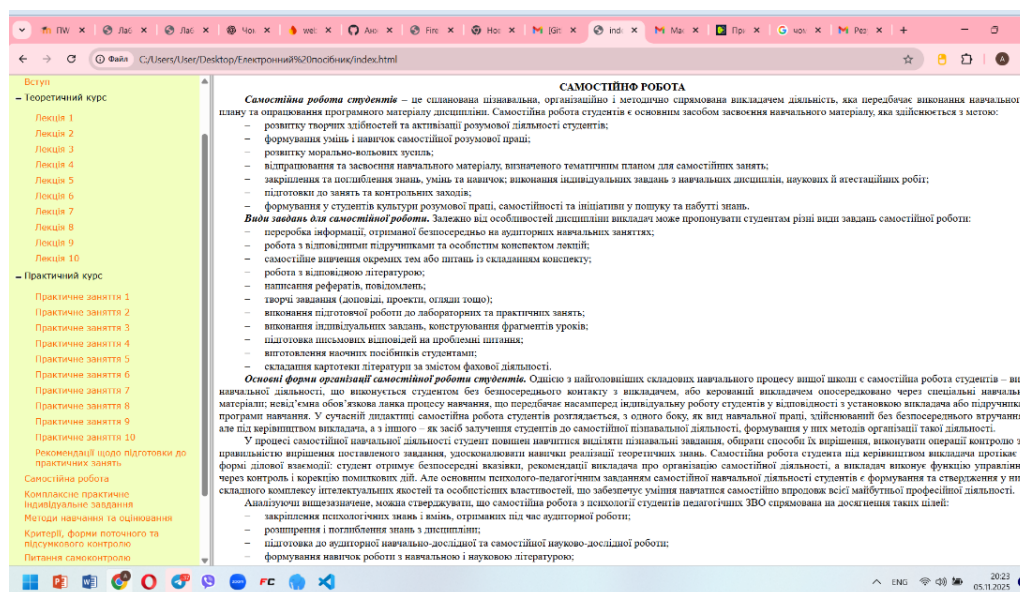 ПW
Лаб
Лаб
Чоі
wel:
Fire
Ho:
[Git
ind:
Ma:
При
Рез
Файл C:/Users/User/Desktop/Електронний%20посібник/index.html
Вступ
Теоретичний курс
Лекція 1
Лекція 2
Лекція 3
Лекція 4
Лекція 5
Лекція 6
Лекція 7
Лекція 8
Лекція 9
Лекція 10
Практичний курс
Практичне заняття 1
Практичне заняття 2
Практичне заняття 3
Практичне заняття 4
Практичне заняття 5
Практичне заняття 6
Практичне заняття 7
Практичне заняття 8
Практичне заняття 9
Практичне заняття 10
Рекомендації щодо підготовки до
практичних занять
Самостійна робота
Комплаксне практичне
індивідуальне завдання
Методи навчання та оцінювання
Критерії, форми поточного та
підсумкового контролю
Питання самоконтролю
САМОСТІЙНФ РОБОТА
Самостійна робота студентів – це спланована пізнавальна, організаційно і методично спрямована викладачем діяльність, яка передбачає виконання навчальног
плану та опрацювання програмного матеріалу дисципліни. Самостійна робота студентів є основним засобом засвоєння навчального матеріалу, яка здійснюється з метою:
– розвитку творчих здібностей та активізації розумової діяльності студентів;
– формування умінь і навичок самостійної розумової праці;
– розвитку морально-вольових зусиль;
– відпрацювання та засвоєння навчального матеріалу, визначеного тематичним планом для самостійних занять;
– закріплення та поглиблення знань, умінь та навичок; виконання індивідуальних завдань з навчальних дисциплін, наукових й атестаційних робіт;
– підготовки до занять та контрольних заходів;
– формування у студентів культури розумової праці, самостійності та ініціативи у пошуку та набутті знань.
Види завдань для самостійної роботи. Залежно від особливостей дисципліни викладач може пропонувати студентам різні види завдань самостійної роботи:
– переробка інформації, отриманої безпосередньо на аудиторних навчальних заняттях;
– робота з відповідними підручниками та особистим конспектом лекцій;
– самостійне вивчення окремих тем або питань із складанням конспекту;
– робота з відповідною літературою;
– написання рефератів, повідомлень;
– творчі завдання (доповіді, проекти, огляди тощо);
– виконання підготовчої роботи до лабораторних та практичних занять;
– виконання індивідуальних завдань, конструювання фрагментів уроків;
– підготовка письмових відповідей на проблемні питання;
– виготовлення наочних посібників студентами;
– складання картотеки літератури за змістом фахової діяльності.
Основні форми організації самостійної роботи студентів. Однією з найголовніших складових навчального процесу вищої школи є самостійна робота студентів – ви
навчальної діяльності, що виконується студентом без безпосереднього контакту з викладачем, або керований викладачем опосередковано через спеціальні навчальн
матеріали; невід’ємна обов’язкова ланка процесу навчання, що передбачає насамперед індивідуальну роботу студентів у відповідності з установкою викладача або підручник
програми навчання. У сучасній дидактиці самостійна робота студентів розглядається, з одного боку, як вид навчальної праці, здійснюваний без безпосереднього втручанн
але під керівництвом викладача, а з іншого – як засіб залучення студентів до самостійної пізнавальної діяльності, формування у них методів організації такої діяльності.
У процесі самостійної навчальної діяльності студент повинен навчитися виділяти пізнавальні завдання, обирати способи їх вирішення, виконувати операції контролю з
правильністю вирішення поставленого завдання, удосконалювати навички реалізації теоретичних знань. Самостійна робота студента під керівництвом викладача протікає
формі ділової взаємодії: студент отримує безпосередні вказівки, рекомендації викладача про організацію самостійної діяльності, а викладач виконує функцію управлінн
через контроль і корекцію помилкових дій. Але основним психолого-педагогічним завданням самостійної навчальної діяльності студентів є формування та ствердження у ни
складного комплексу інтелектуальних якостей та особистісних властивостей, що забезпечує уміння навчатися самостійно впродовж всієї майбутньої професійної діяльності.
Аналізуючи вищезазначене, можна стверджувати, що самостійна робота з психології студентів педагогічних ЗВО спрямована на досягнення таких цілей:
– закріплення психологічних знань і вмінь, отриманих під час аудиторної роботи;
– розширення і поглиблення знань з дисципліни;
– підготовка до аудиторної навчально-дослідної та самостійної науково-дослідної роботи;
– формування навичок роботи з навчальною і науковою літературою;
ENG
20:23
05.11.2025